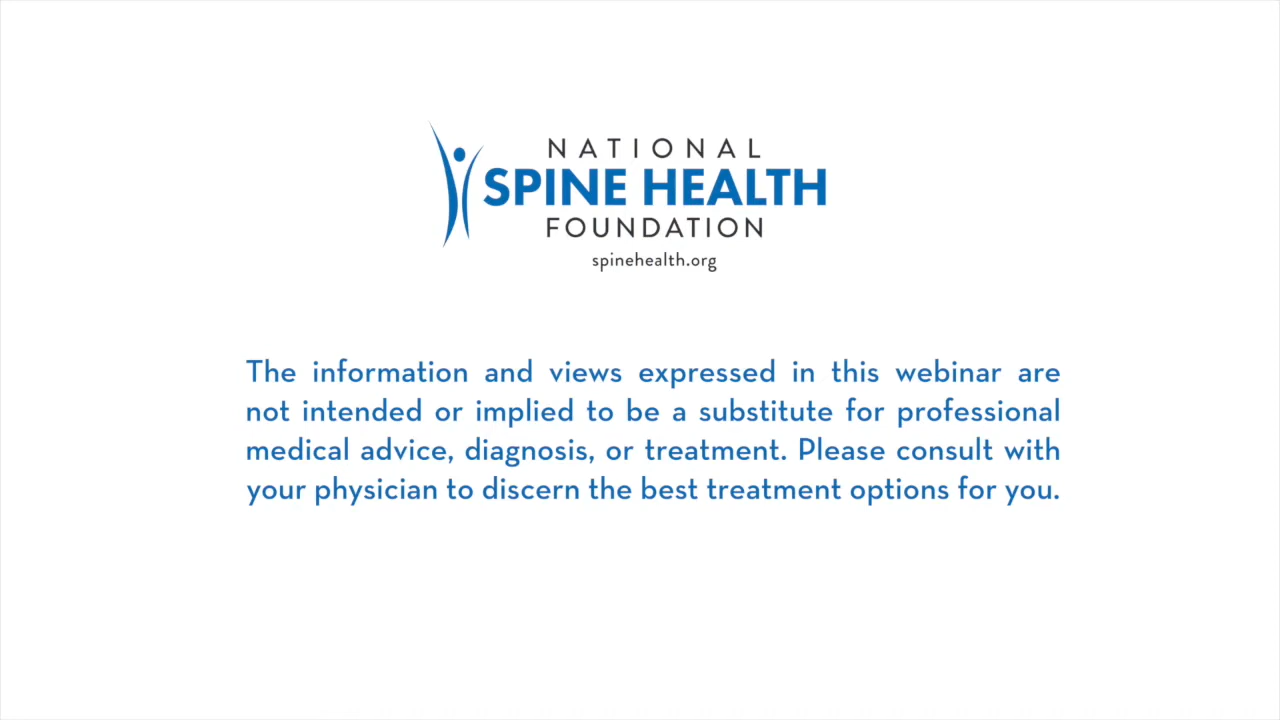 NATIONAL
SPINE HEALTH
FOUNDATION
spinehealth.org
The information and views expressed in this webinar are
not intended or implied to be a substitute for professional
medical advice, diagnosis, or treatment. Please consult with
your physician to discern the best treatment options for you.